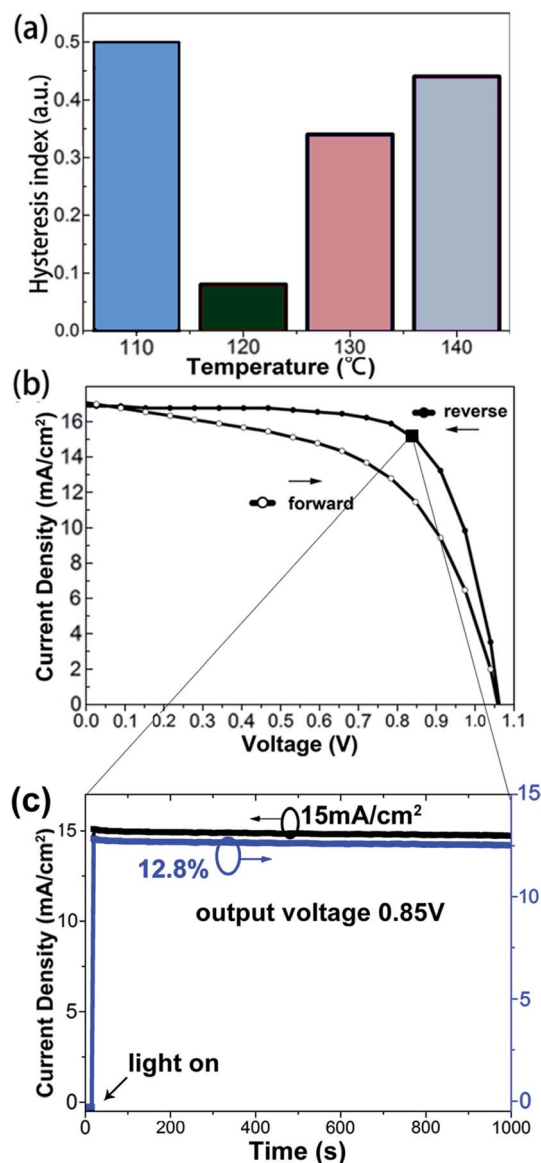 (a)
Hysteresis index (a.u.)
0.5
0.4
0.3
0.2
0.1
0.0
110 120 130 140
Temperature (℃)
(b)
Current Density (mA/cm²)
16
14
12
10
8
6
4
2
0
reverse
forward
0.0 0.1 0.2 0.3 0.4 0.5 0.6 0.7 0.8 0.9 1.0 1.1
Voltage (V)
(c)
Current Density (mA/cm²)
15
10
5
0
15mA/cm²
12.8%
output voltage 0.85V
light on
15
10
5
0
0 200 400 600 800 1000
Time (s)